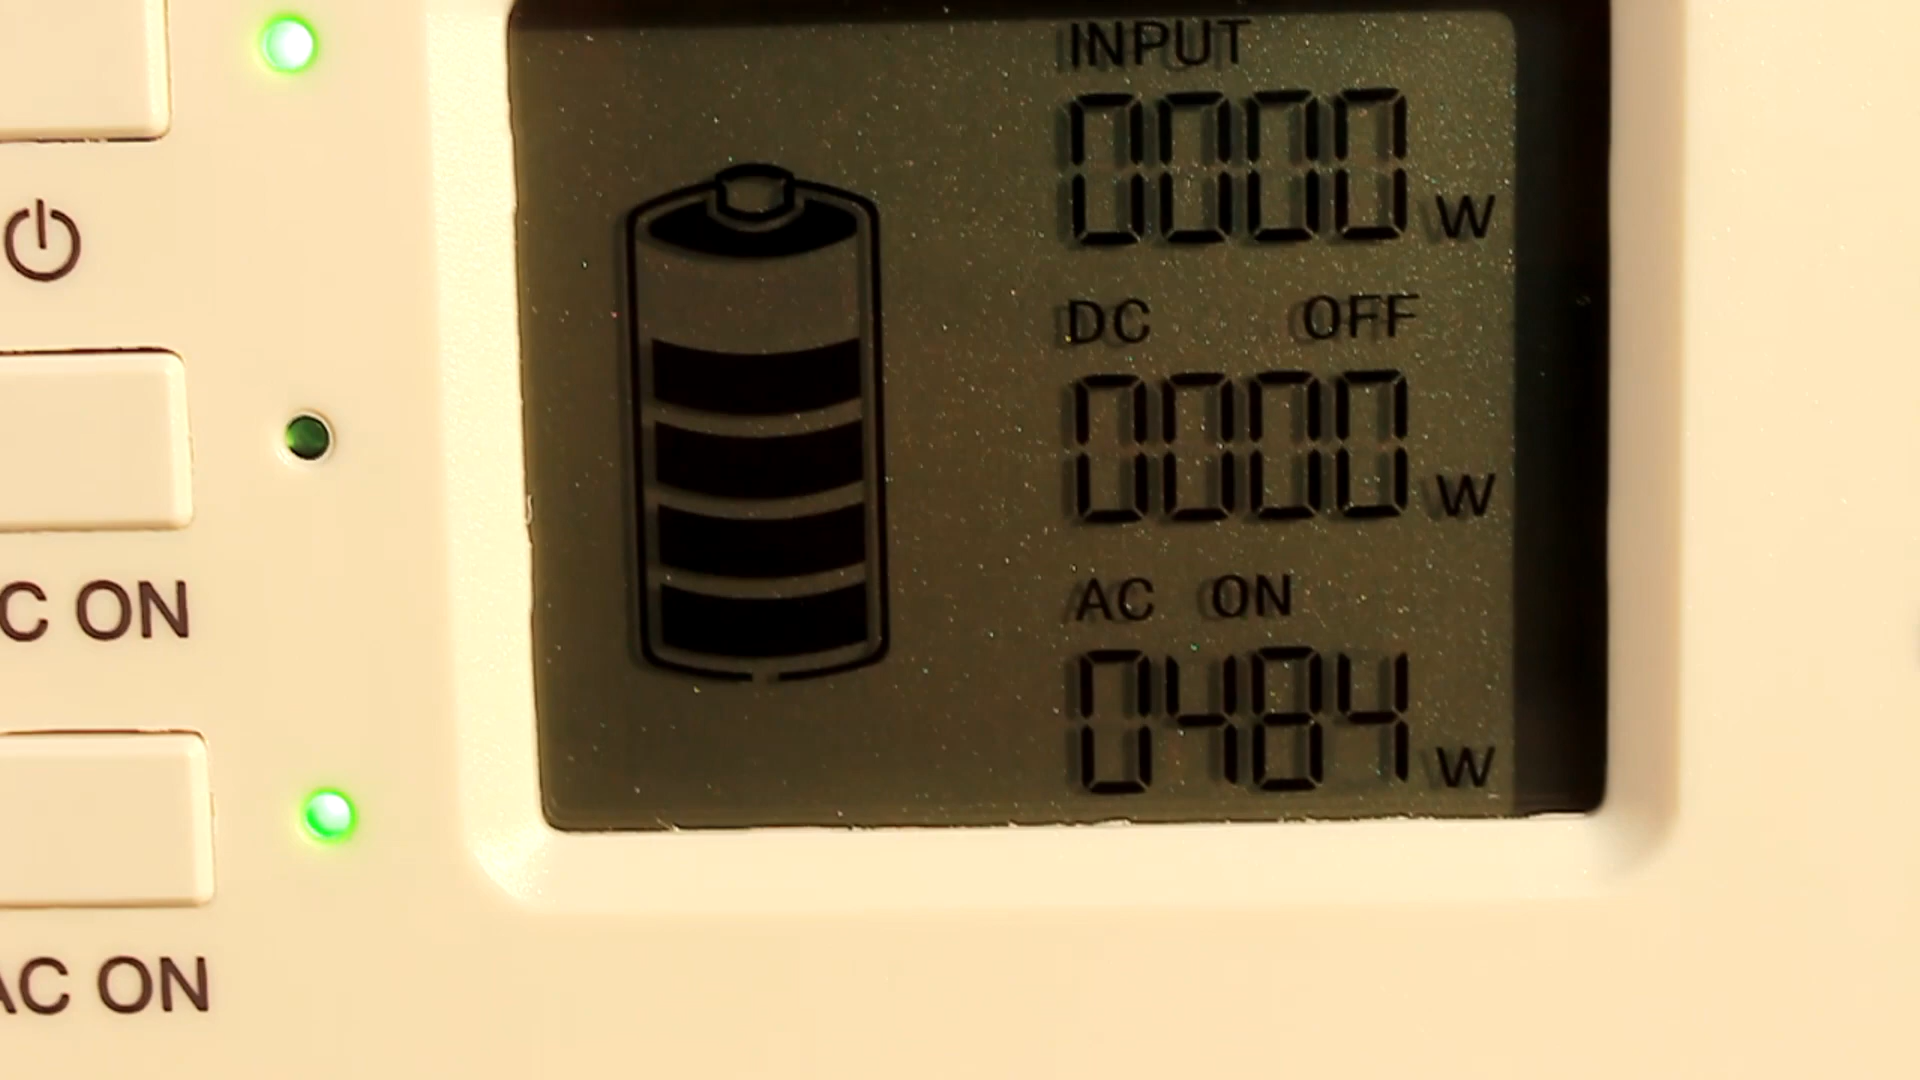 INPUT
0000 W
DC OFF
0000 W
C ON
AC ON
0484 W
AC ON